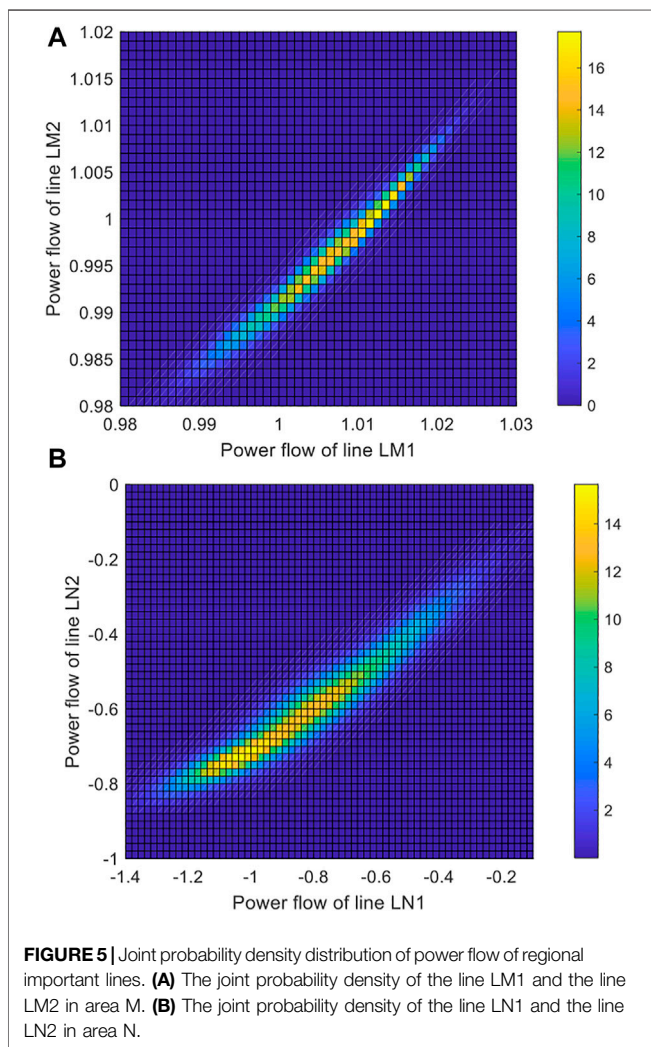 A
1.02
1.015
1.01
1.005
1
0.995
0.99
0.985
0.98
Power flow of line LM2
0.98 0.99 1 1.01 1.02 1.03
Power flow of line LM1
16
14
12
10
8
6
4
2
0
B
0
-0.2
-0.4
-0.6
-0.8
-1
Power flow of line LN2
-1.4 -1.2 -1 -0.8 -0.6 -0.4 -0.2
Power flow of line LN1
14
12
10
8
6
4
2
FIGURE 5 | Joint probability density distribution of power flow of regional
important lines. (A) The joint probability density of the line LM1 and the line
LM2 in area M. (B) The joint probability density of the line LN1 and the line
LN2 in area N.